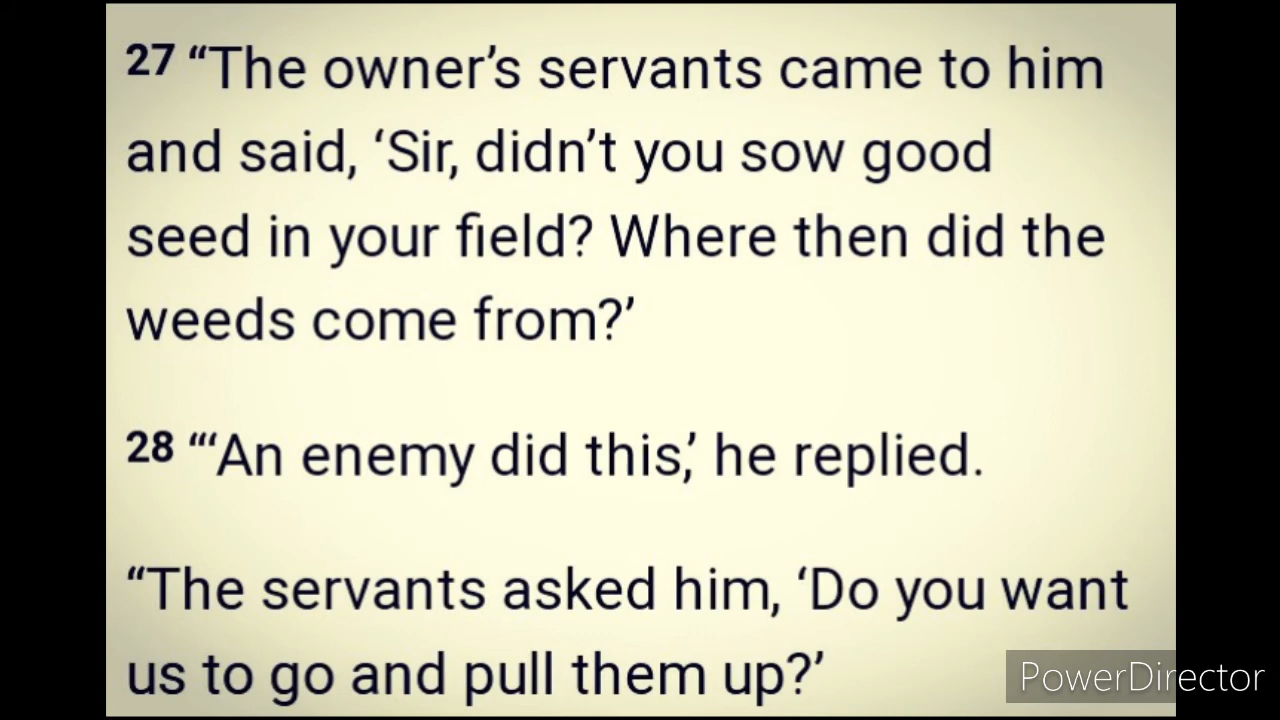 27 “The owner’s servants came to him
and said, ‘Sir, didn’t you sow good
seed in your field? Where then did the
weeds come from?’
28 “‘An enemy did this,’ he replied.
“The servants asked him, ‘Do you want
us to go and pull them up?’
PowerDirector